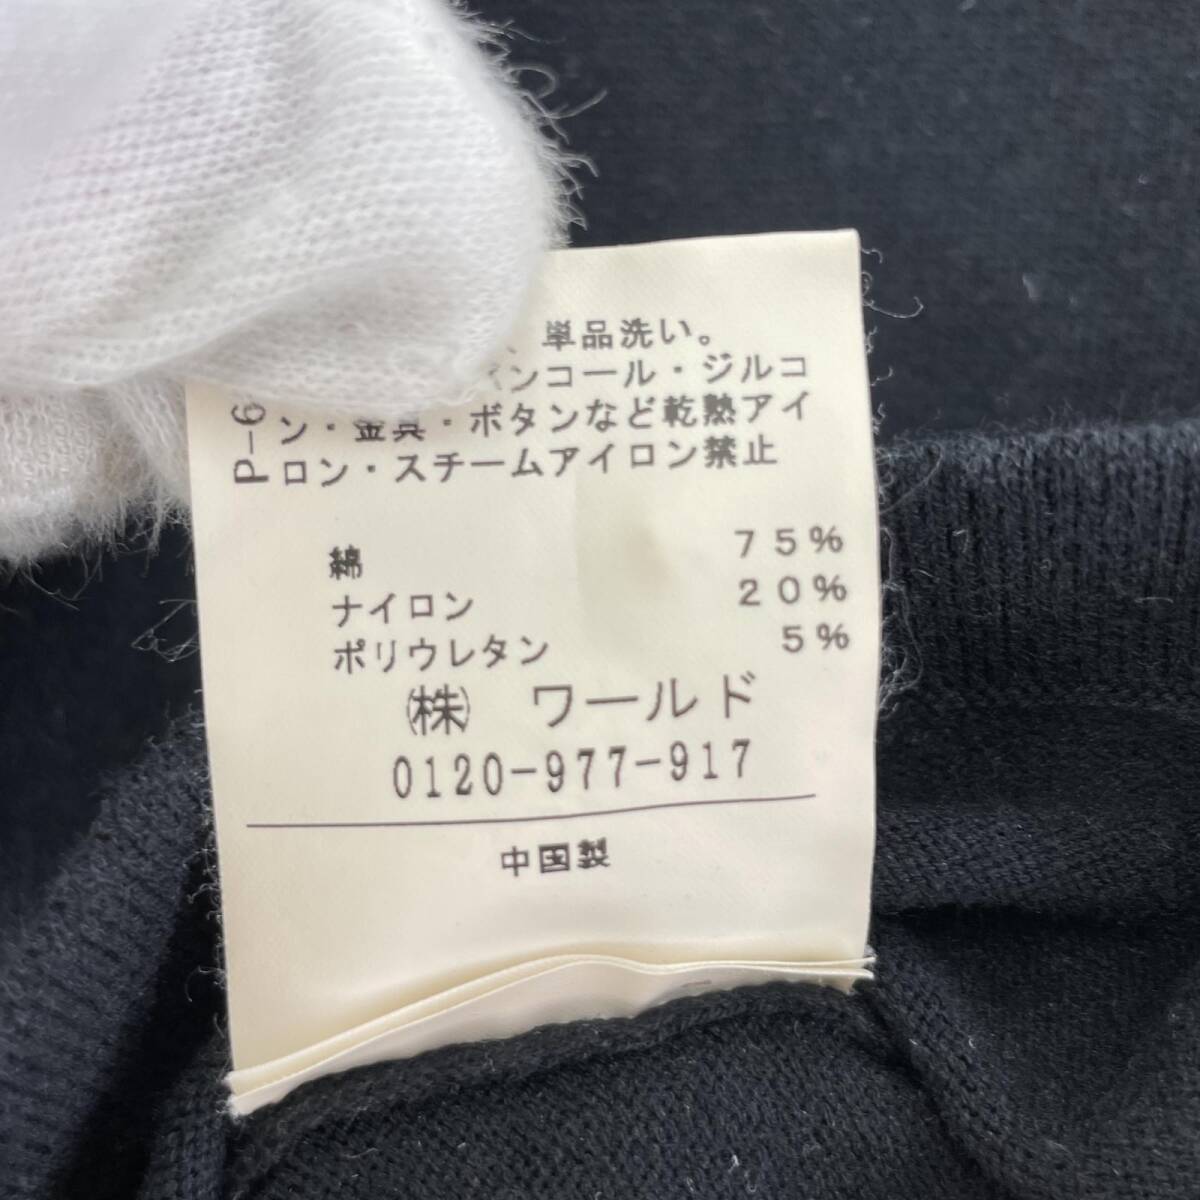 、単品洗い。
ンコール・ジルコ
ン・金具・ボタンなど乾熱アイ
ロン・スチームアイロン禁止
P-6
綿 75%
ナイロン 20%
ポリウレタン 5%
㈱ ワールド
0120-977-917
中国製